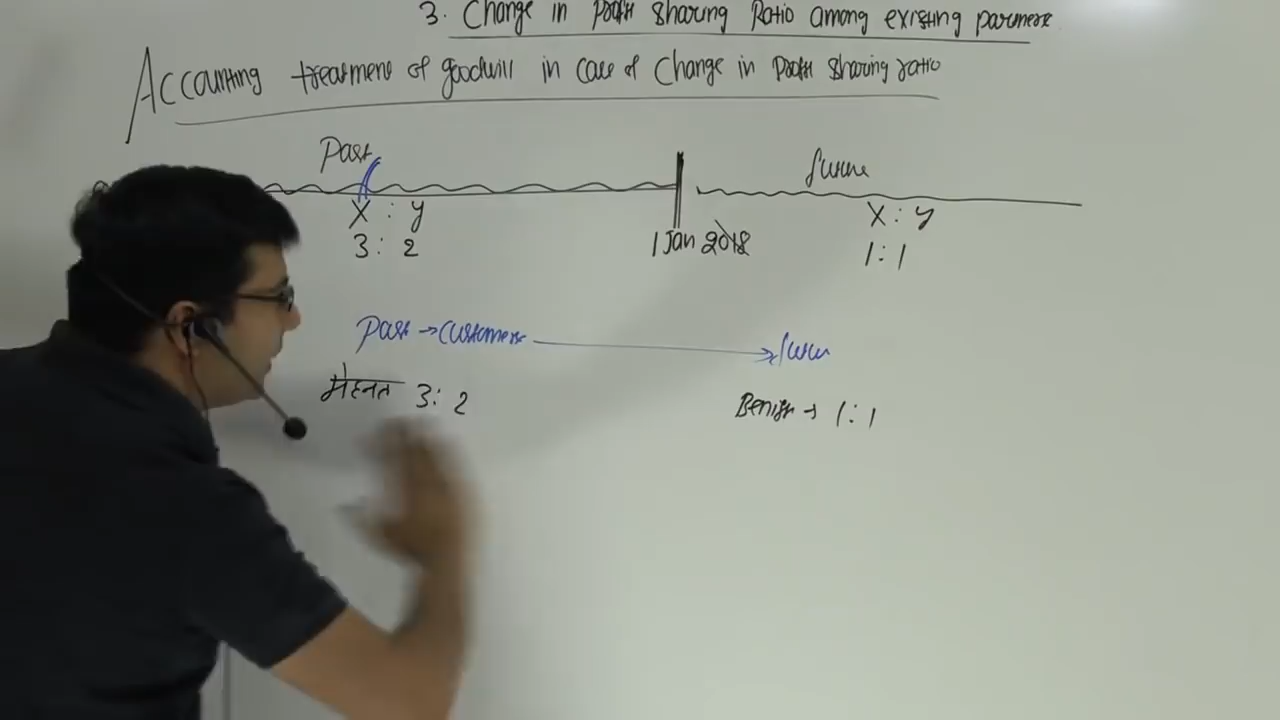 3. Change in Profit Sharing Ratio among existing partners
Accounting treatment of goodwill in case of Change in Profit Sharing ratio
Past
future
X : Y
X : Y
3 : 2
1 Jan 2018
1 : 1
Past → Customers
future
मेहनत 3 : 2
Benifit → 1 : 1